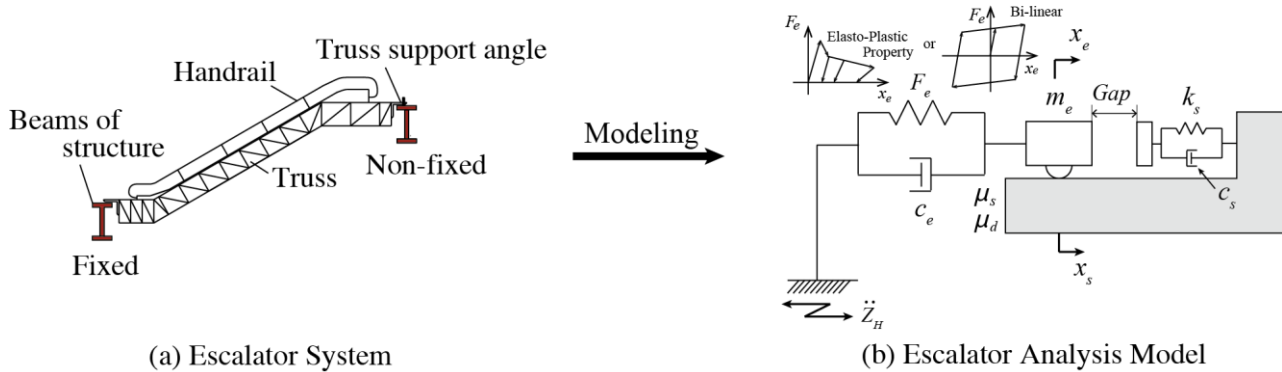 Truss support angle
Handrail
Beams of
structure
Truss
Non-fixed
Fixed
(a) Escalator System
Modeling
F_e
Elasto-Plastic
Property
x_e
or
F_e
Bi-linear
x_e
x_e
F_e
m_e
Gap
k_s
c_e
μ_s
μ_d
c_s
x_s
Z̈_H
(b) Escalator Analysis Model